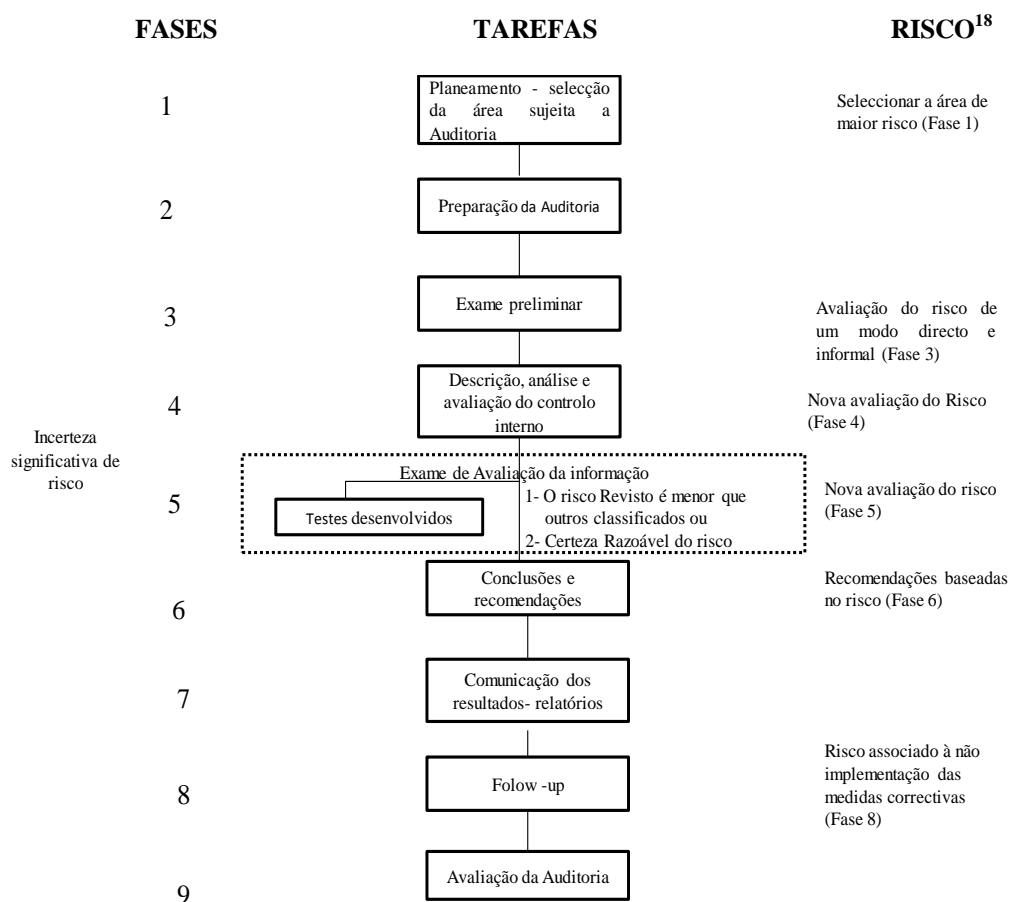 FASES TAREFAS RISCO18
1
Planeamento - selecção
da área sujeita a
Auditoria
Seleccionar a área de
maior risco (Fase 1)
2
Preparação da Auditoria
3
Exame preliminar
Avaliação do risco de
um modo directo e
informal (Fase 3)
4
Descrição, análise e
avaliação do controlo
interno
Nova avaliação do Risco
(Fase 4)
Incerteza
significativa de
risco
5
Exame de Avaliação da informação
Testes desenvolvidos
1- O risco Revisto é menor que
outros classificados ou
2- Certeza Razoável do risco
Nova avaliação do risco
(Fase 5)
6
Conclusões e
recomendações
Recomendações baseadas
no risco (Fase 6)
7
Comunicação dos
resultados- relatórios
8
Folow -up
Risco associado à não
implementação das
medidas correctivas
(Fase 8)
9
Avaliação da Auditoria